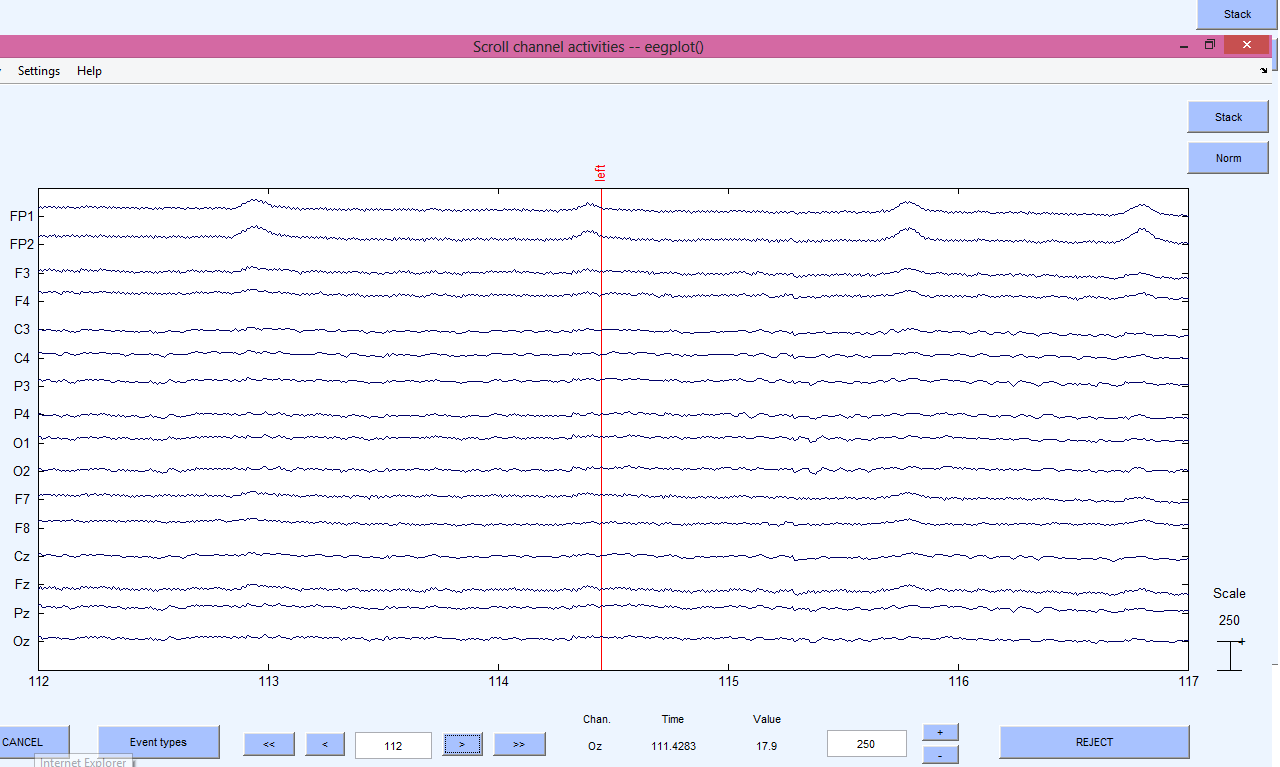 Stack
Scroll channel activities -- eegplot()
Settings Help
Stack
Norm
left
FP1
FP2
F3
F4
C3
C4
P3
P4
O1
O2
F7
F8
Cz
Fz
Pz
Oz
Scale
250
+
112 113 114 115 116 117
Chan. Time Value
CANCEL Event types << < 112 > >> Oz 111.4283 17.9 250 + - REJECT
Internet Explorer